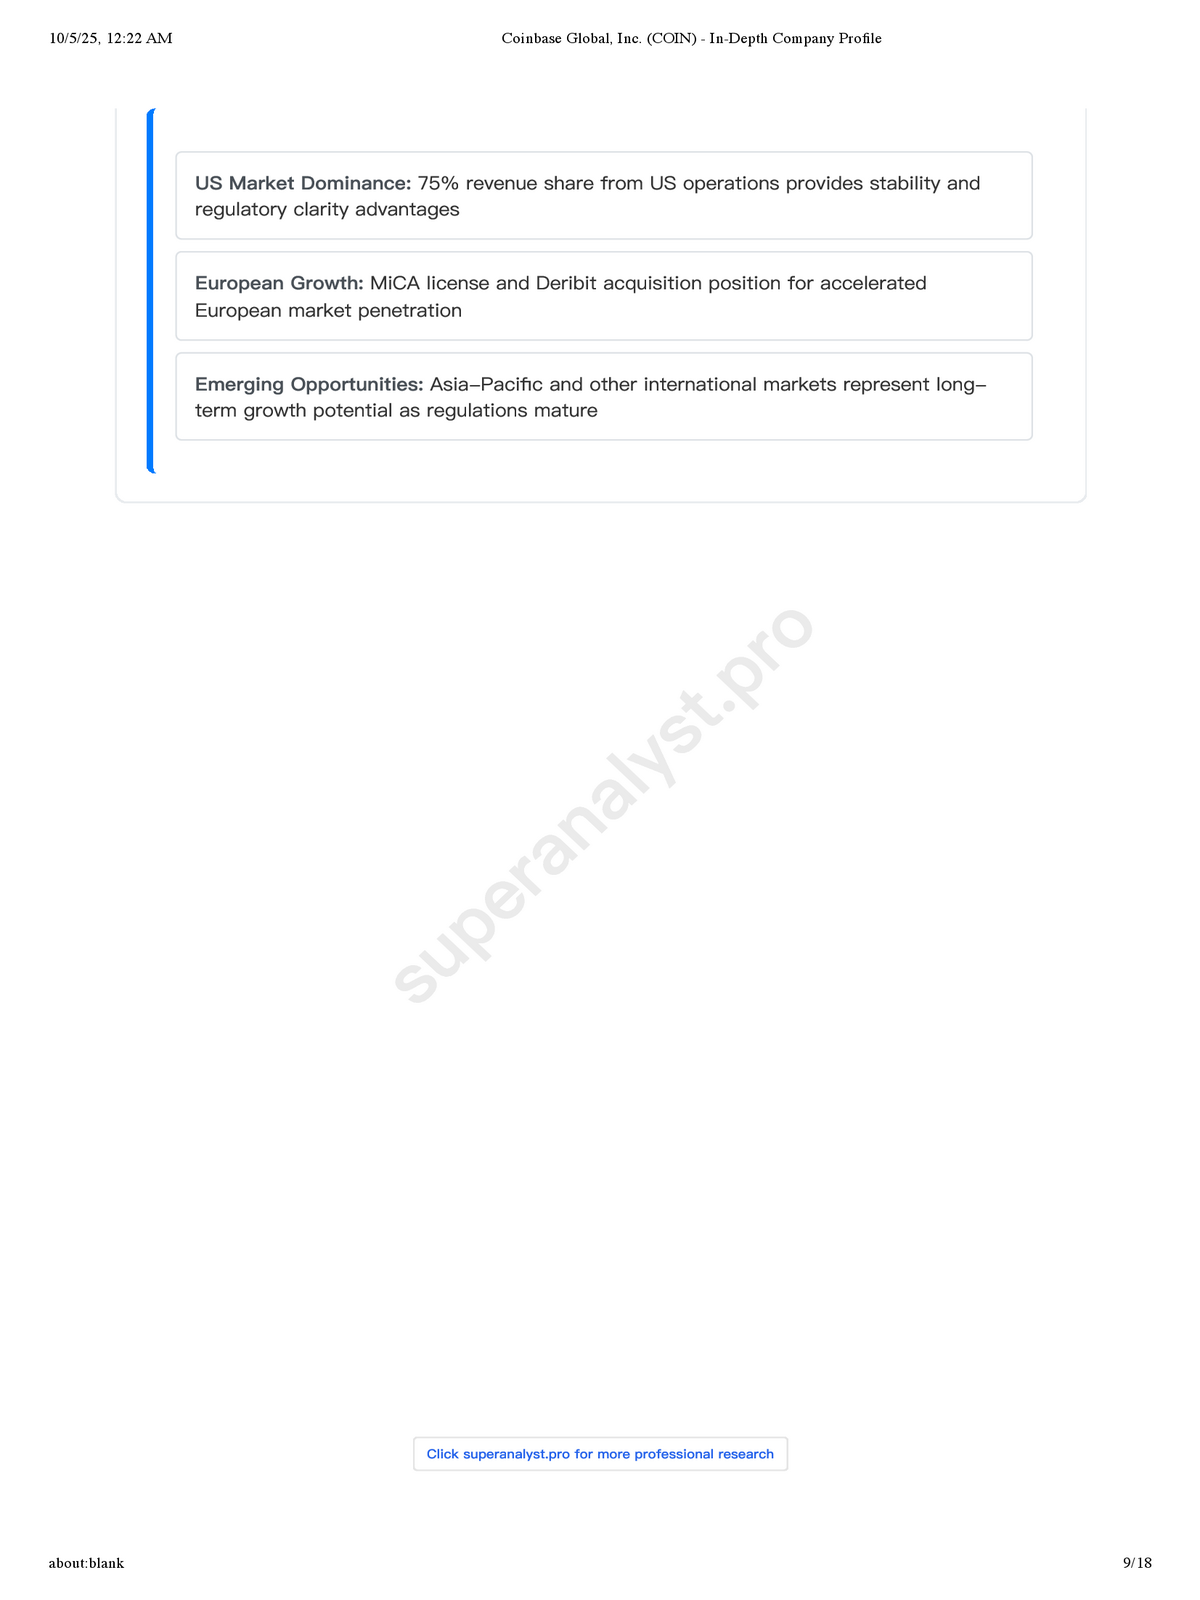 10/5/25, 12:22 AM
Coinbase Global, Inc. (COIN) - In-Depth Company Profile
US Market Dominance: 75% revenue share from US operations provides stability and
regulatory clarity advantages
European Growth: MiCA license and Deribit acquisition position for accelerated
European market penetration
Emerging Opportunities: Asia–Pacific and other international markets represent long–
term growth potential as regulations mature
superanalyst.pro
Click superanalyst.pro for more professional research
about:blank
9/18